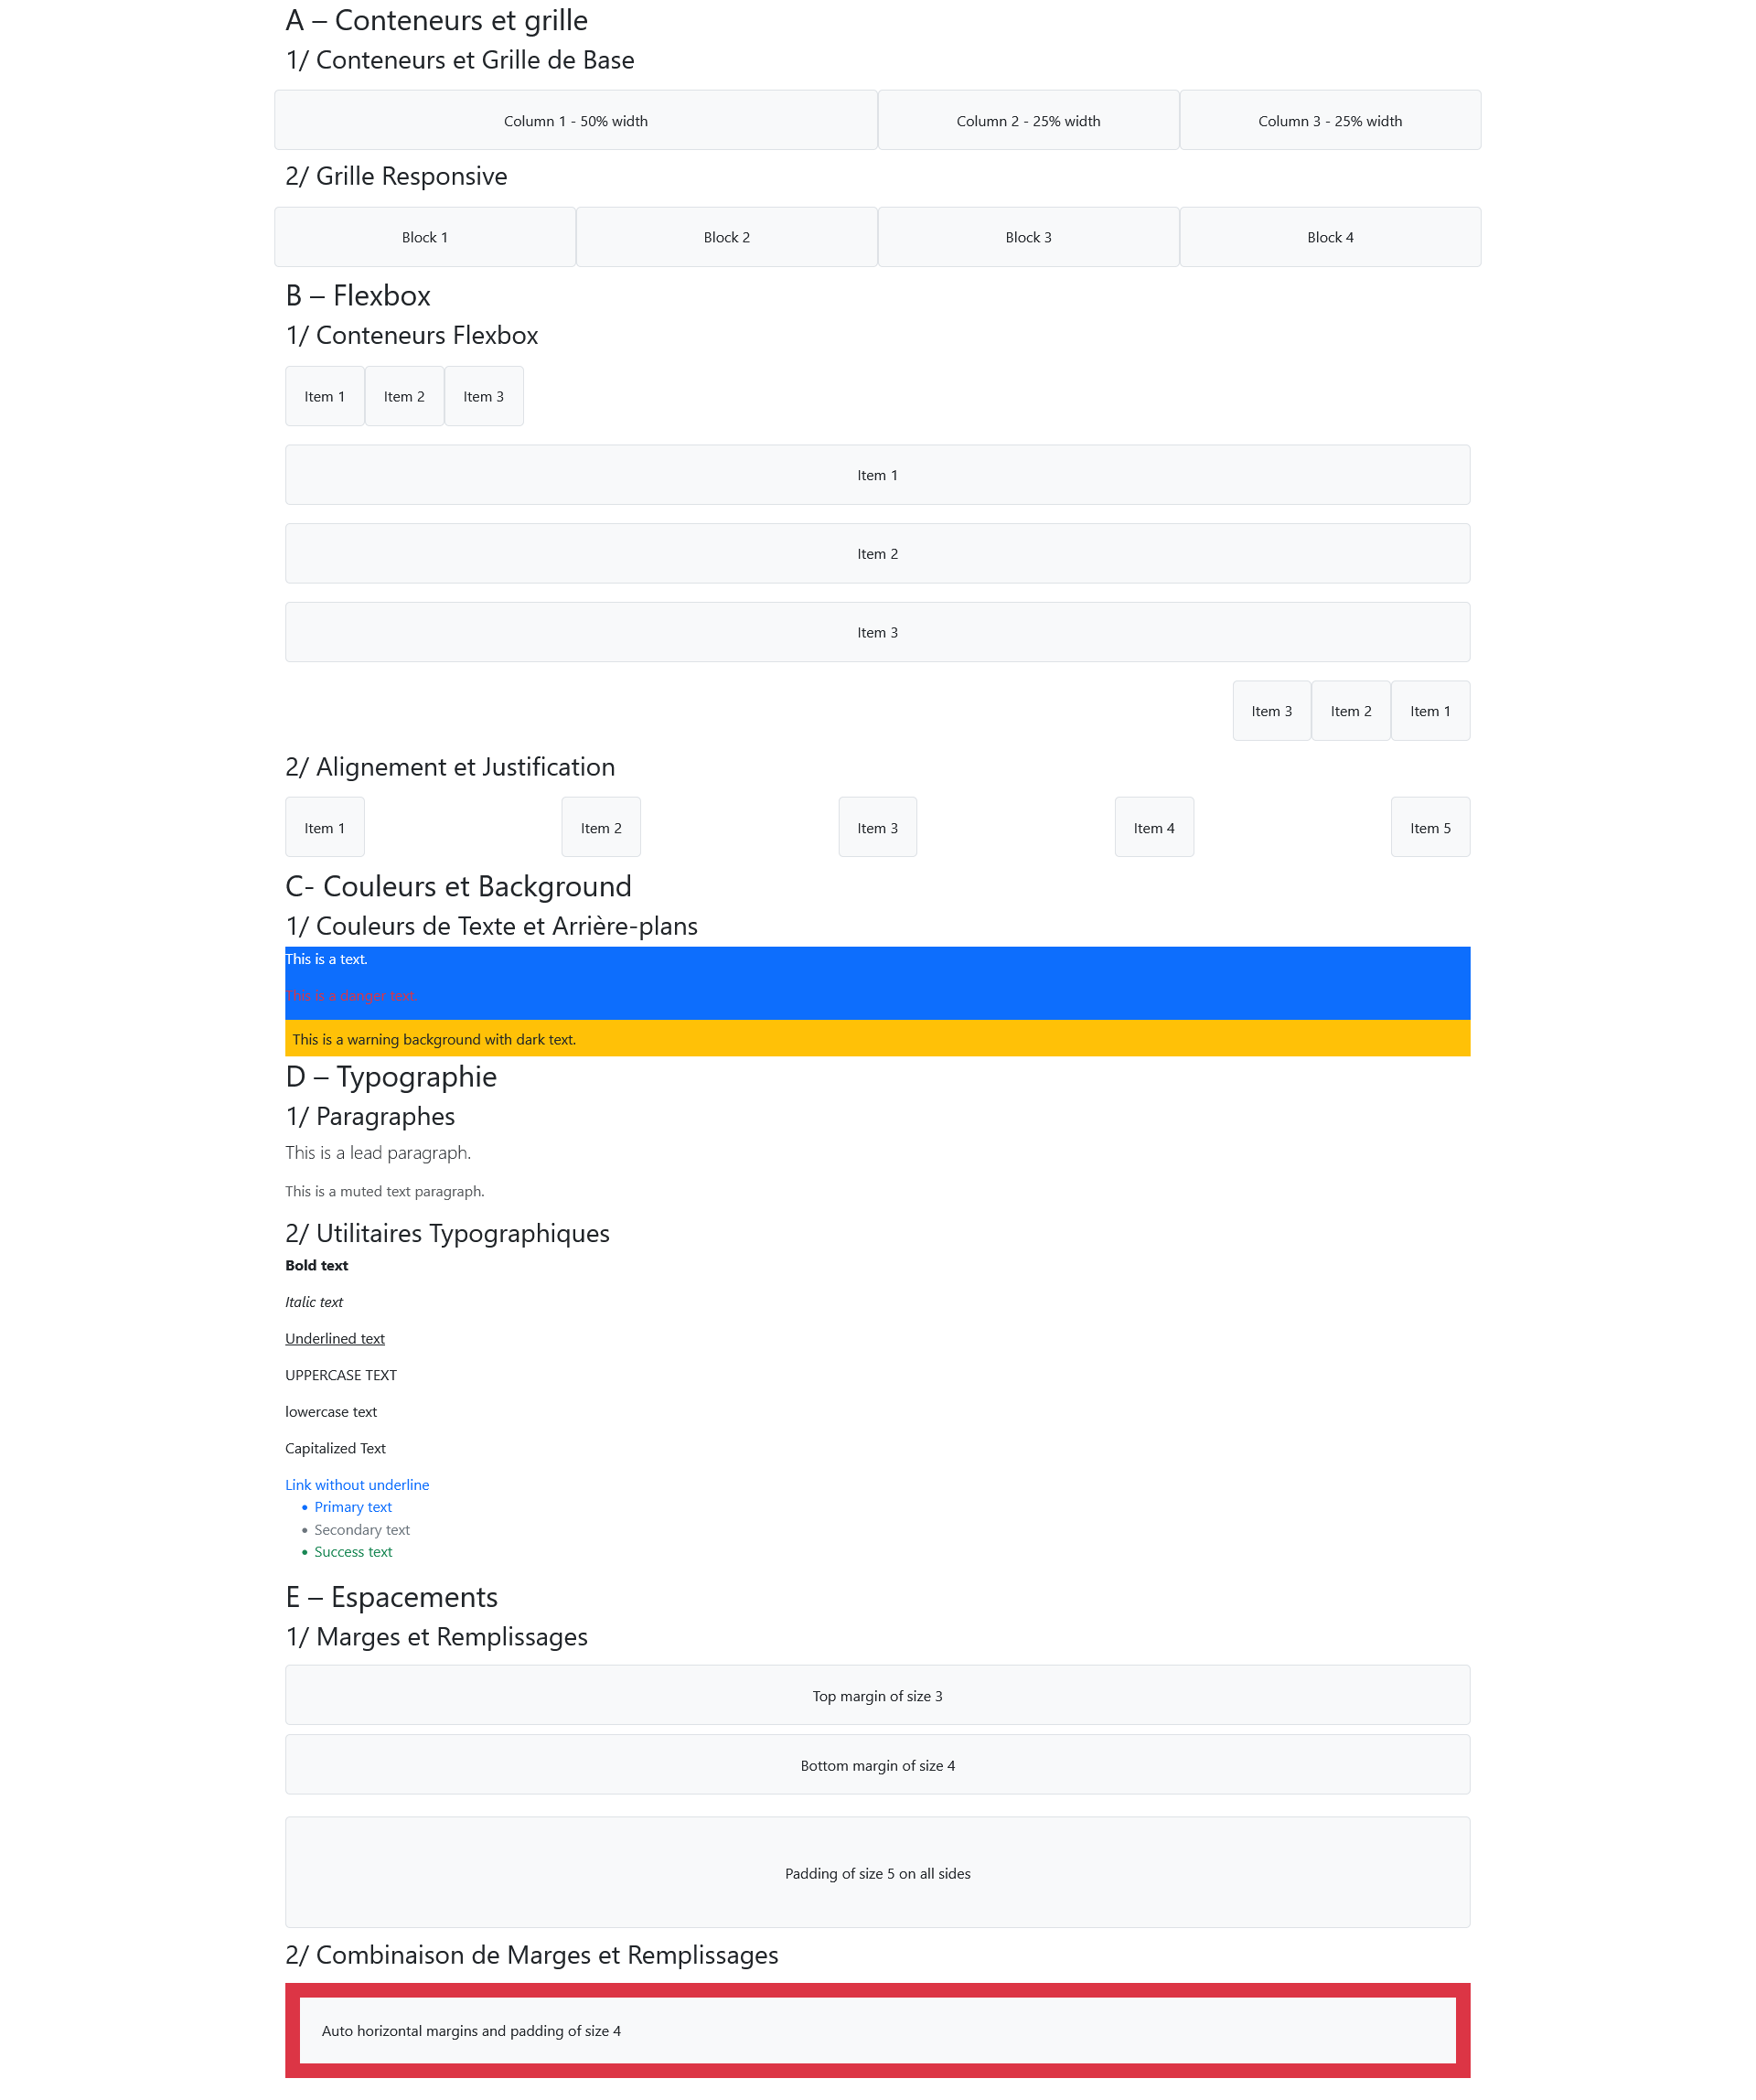 A – Conteneurs et grille
1/ Conteneurs et Grille de Base
Column 1 - 50% width
Column 2 - 25% width
Column 3 - 25% width
2/ Grille Responsive
Block 1
Block 2
Block 3
Block 4
B – Flexbox
1/ Conteneurs Flexbox
Item 1
Item 2
Item 3
Item 1
Item 2
Item 3
Item 3
Item 2
Item 1
2/ Alignement et Justification
Item 1
Item 2
Item 3
Item 4
Item 5
C- Couleurs et Background
1/ Couleurs de Texte et Arrière-plans
This is a text.
This is a danger text.
This is a warning background with dark text.
D – Typographie
1/ Paragraphes
This is a lead paragraph.
This is a muted text paragraph.
2/ Utilitaires Typographiques
Bold text
Italic text
Underlined text
UPPERCASE TEXT
lowercase text
Capitalized Text
Link without underline
Primary text
Secondary text
Success text
E – Espacements
1/ Marges et Remplissages
Top margin of size 3
Bottom margin of size 4
Padding of size 5 on all sides
2/ Combinaison de Marges et Remplissages
Auto horizontal margins and padding of size 4